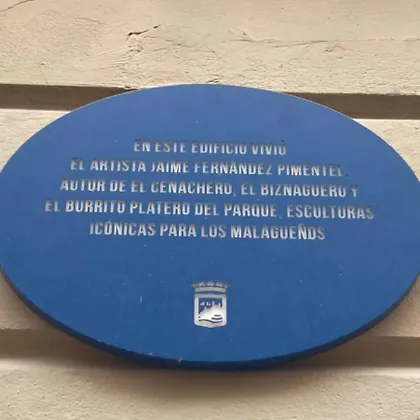 EN ESTE EDIFICIO VIVIÓ
EL ARTISTA JAIME FERNÁNDEZ PIMENTEL,
AUTOR DE EL CENACHERO, EL BIZNAGUERO Y
EL BURRITO PLATERO DEL PARQUE, ESCULTURAS
ICÓNICAS PARA LOS MALAGUEÑOS